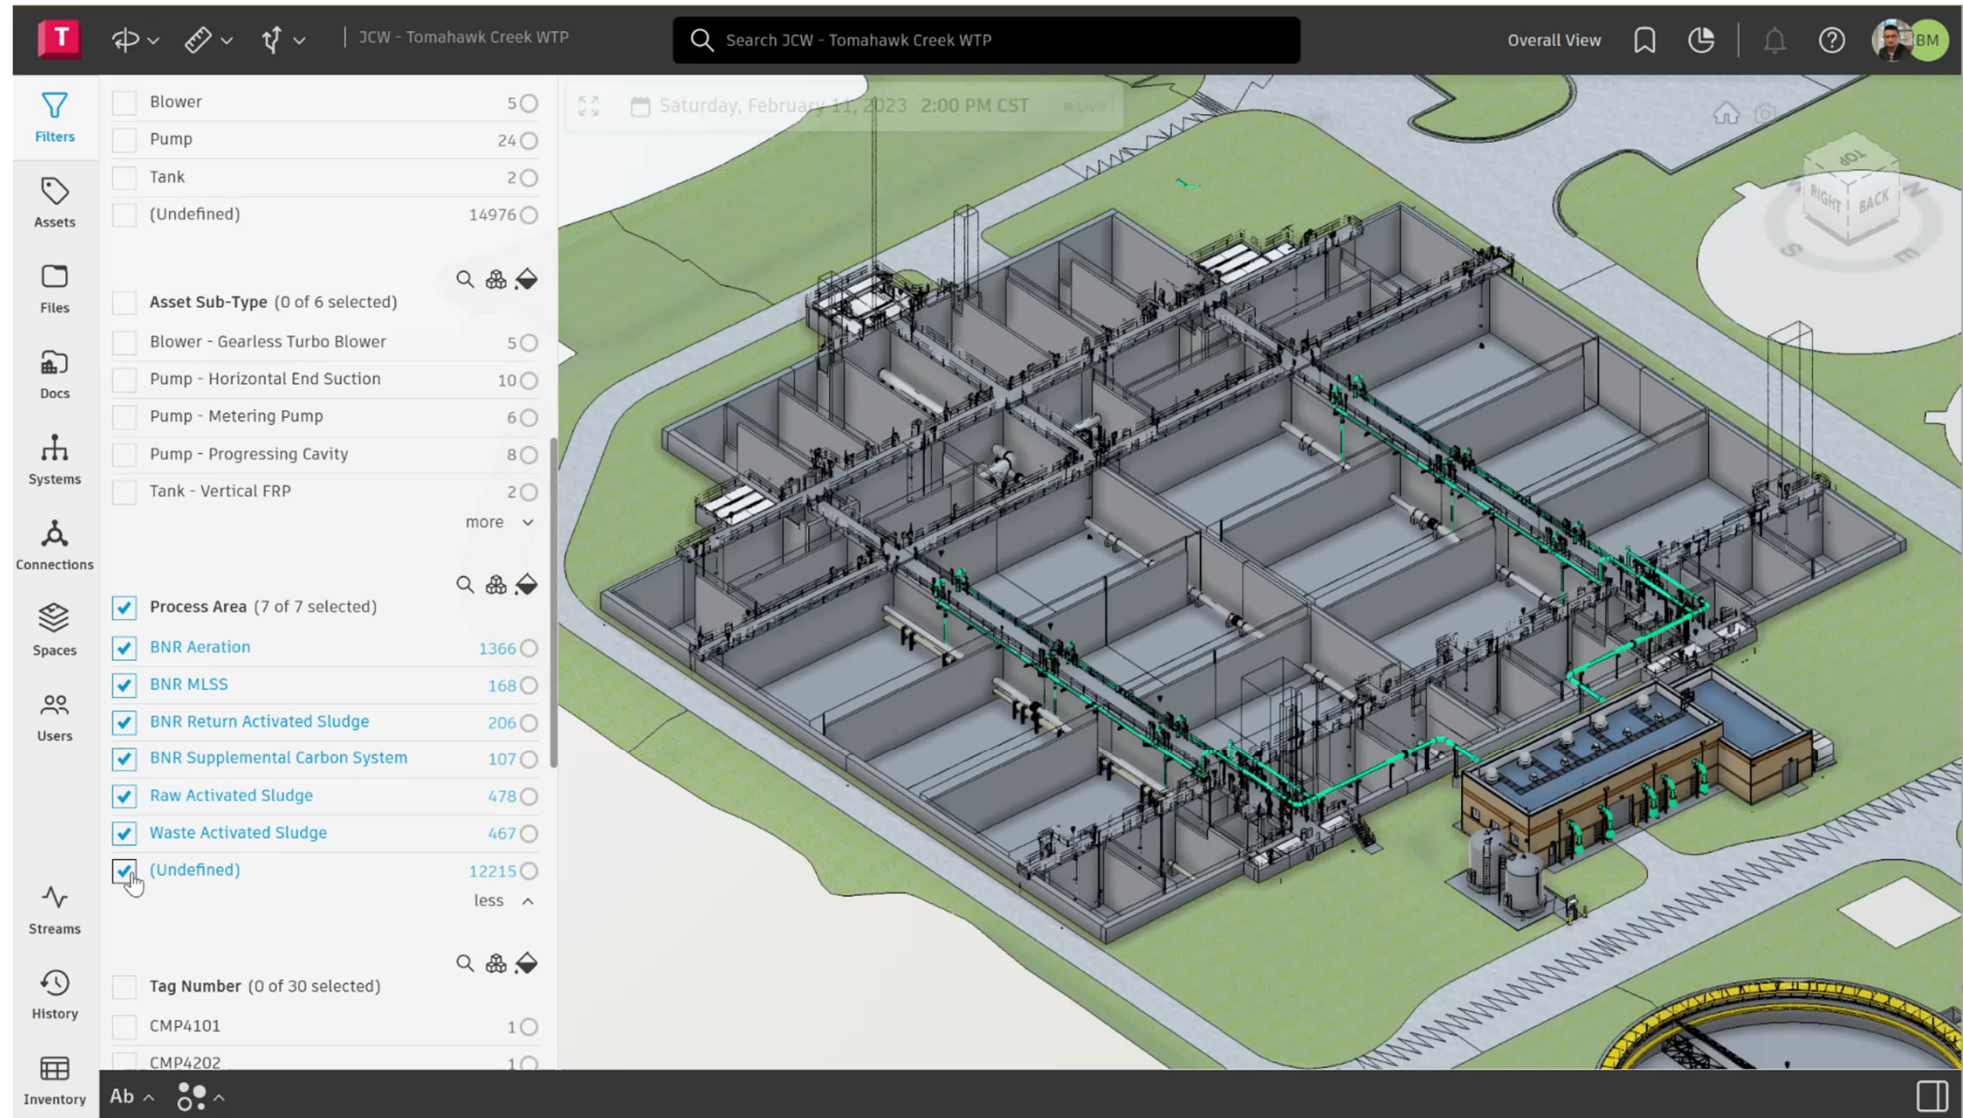 T
JCW - Tomahawk Creek WTP
Search JCW - Tomahawk Creek WTP
Overall View
BM
Filters
Assets
Files
Docs
Systems
Connections
Spaces
Users
Streams
History
Inventory
Blower 5
Pump 24
Tank 2
(Undefined) 14976
Asset Sub-Type (0 of 6 selected)
Blower - Gearless Turbo Blower 5
Pump - Horizontal End Suction 10
Pump - Metering Pump 6
Pump - Progressing Cavity 8
Tank - Vertical FRP 2
more
Process Area (7 of 7 selected)
BNR Aeration 1366
BNR MLSS 168
BNR Return Activated Sludge 206
BNR Supplemental Carbon System 107
Raw Activated Sludge 478
Waste Activated Sludge 467
(Undefined) 12215
less
Tag Number (0 of 30 selected)
CMP4101 1
CMP4202 1
Saturday, February 11, 2023 2:00 PM CST Live
TOP
RIGHT
BACK
N
S
E
Ab